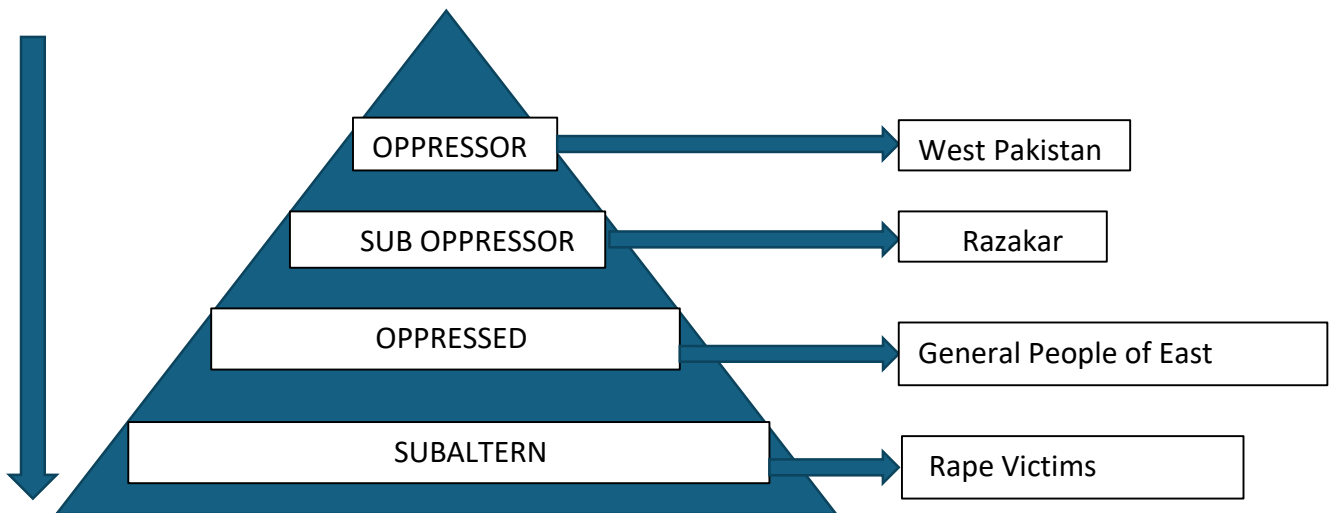 OPPRESSOR
West Pakistan
SUB OPPRESSOR
Razakar
OPPRESSED
General People of East
SUBALTERN
Rape Victims